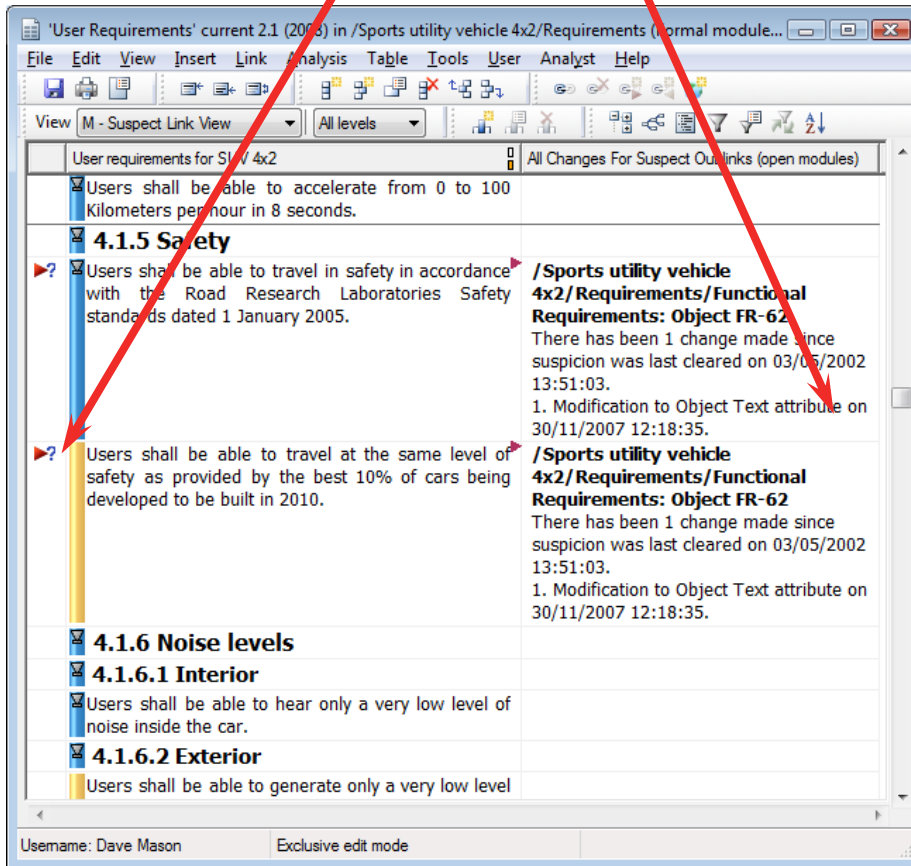 'User Requirements' current 2.1 (2008) in /Sports utility vehicle 4x2/Requirements (Normal module...
File Edit View Insert Link Analysis Table Tools User Analyst Help
View M - Suspect Link View All levels
User requirements for SUV 4x2 All Changes For Suspect Out-links (open modules)
Users shall be able to accelerate from 0 to 100
Kilometers per hour in 8 seconds.
4.1.5 Safety
Users shall be able to travel in safety in accordance
with the Road Research Laboratories Safety
standards dated 1 January 2005.
/Sports utility vehicle
4x2/Requirements/Functional
Requirements: Object FR-62
There has been 1 change made since
suspicion was last cleared on 03/05/2002
13:51:03.
1. Modification to Object Text attribute on
30/11/2007 12:18:35.
Users shall be able to travel at the same level of
safety as provided by the best 10% of cars being
developed to be built in 2010.
/Sports utility vehicle
4x2/Requirements/Functional
Requirements: Object FR-62
There has been 1 change made since
suspicion was last cleared on 03/05/2002
13:51:03.
1. Modification to Object Text attribute on
30/11/2007 12:18:35.
4.1.6 Noise levels
4.1.6.1 Interior
Users shall be able to hear only a very low level of
noise inside the car.
4.1.6.2 Exterior
Users shall be able to generate only a very low level
Username: Dave Mason Exclusive edit mode